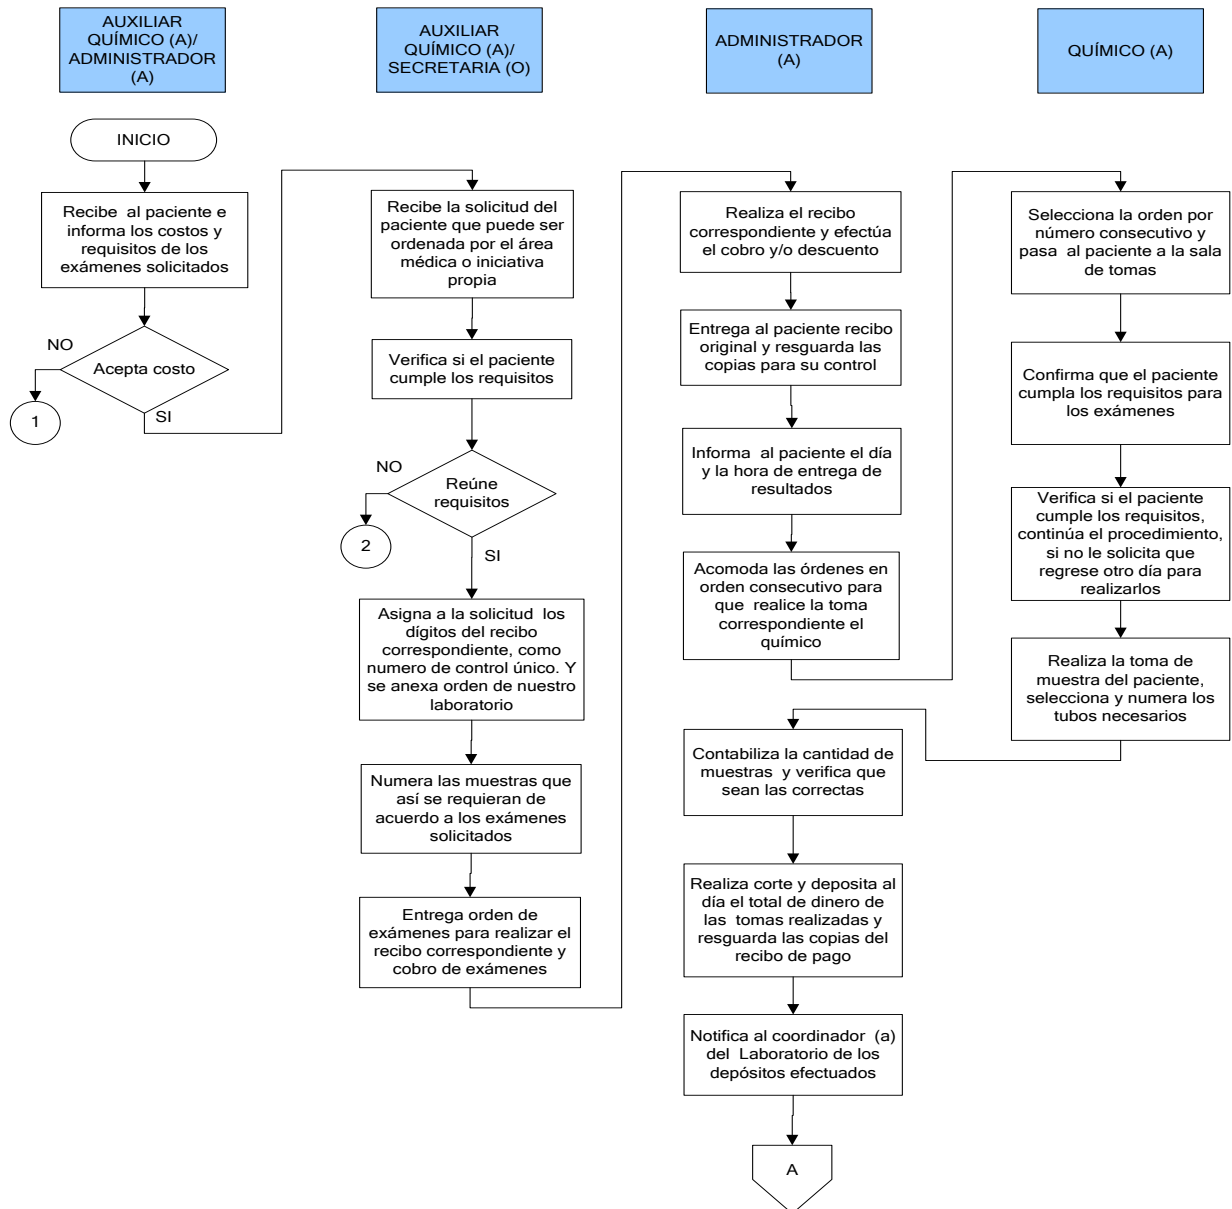 AUXILIAR
QUÍMICO (A)/
ADMINISTRADOR
(A)
AUXILIAR
QUÍMICO (A)/
SECRETARIA (O)
ADMINISTRADOR
(A)
QUÍMICO (A)
INICIO
Recibe al paciente e
informa los costos y
requisitos de los
exámenes solicitados
Acepta costo
NO
1
SI
Recibe la solicitud del
paciente que puede ser
ordenada por el área
médica o iniciativa
propia
Verifica si el paciente
cumple los requisitos
Reúne
requisitos
NO
2
SI
Asigna a la solicitud los
dígitos del recibo
correspondiente, como
numero de control único. Y
se anexa orden de nuestro
laboratorio
Numera las muestras que
así se requieran de
acuerdo a los exámenes
solicitados
Entrega orden de
exámenes para realizar el
recibo correspondiente y
cobro de exámenes
Realiza el recibo
correspondiente y efectúa
el cobro y/o descuento
Entrega al paciente recibo
original y resguarda las
copias para su control
Informa al paciente el día
y la hora de entrega de
resultados
Acomoda las órdenes en
orden consecutivo para
que realice la toma
correspondiente el
químico
Selecciona la orden por
número consecutivo y
pasa al paciente a la sala
de tomas
Confirma que el paciente
cumpla los requisitos para
los exámenes
Verifica si el paciente
cumple los requisitos,
continúa el procedimiento,
si no le solicita que
regrese otro día para
realizarlos
Realiza la toma de
muestra del paciente,
selecciona y numera los
tubos necesarios
Contabiliza la cantidad de
muestras y verifica que
sean las correctas
Realiza corte y deposita al
día el total de dinero de
las tomas realizadas y
resguarda las copias del
recibo de pago
Notifica al coordinador (a)
del Laboratorio de los
depósitos efectuados
A